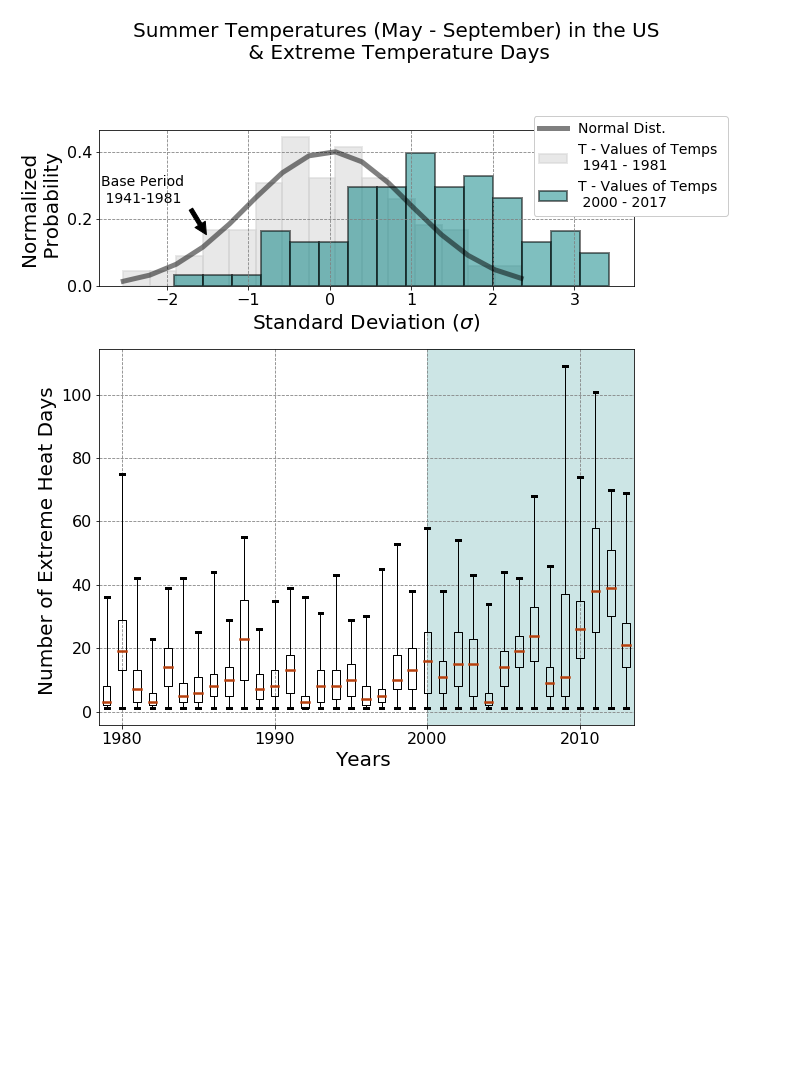 Summer Temperatures (May - September) in the US
& Extreme Temperature Days
Normal Dist.
T - Values of Temps
1941 - 1981
T - Values of Temps
2000 - 2017
Base Period
1941-1981
Normalized
Probability
0.4
0.2
0.0
−2 −1 0 1 2 3
Standard Deviation (σ)
Number of Extreme Heat Days
100
80
60
40
20
0
1980 1990 2000 2010
Years